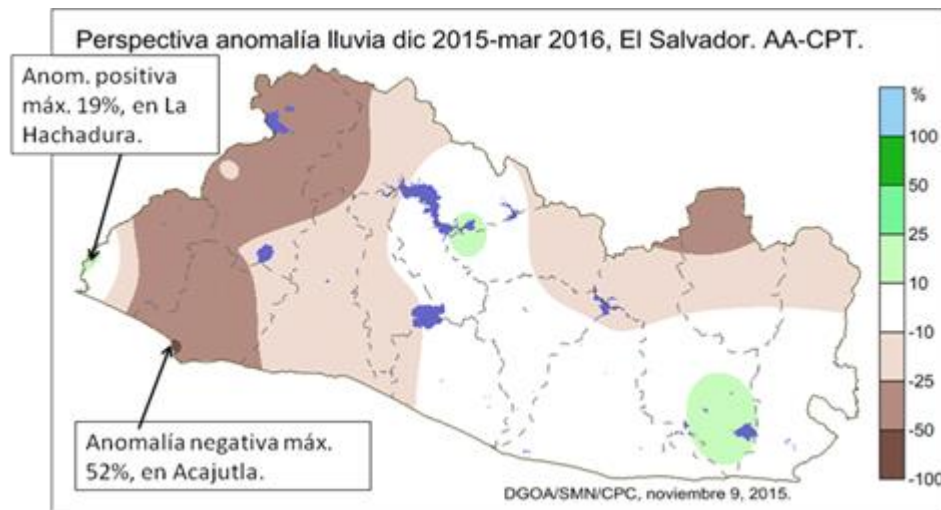 Perspectiva anomalía lluvia dic 2015-mar 2016, El Salvador. AA-CPT.
Anom. positiva
máx. 19%, en La
Hachadura.
%
100
50
25
10
-10
-25
-50
-100
Anomalía negativa máx.
52%, en Acajutla.
DGOA/SMN/CPC, noviembre 9, 2015.